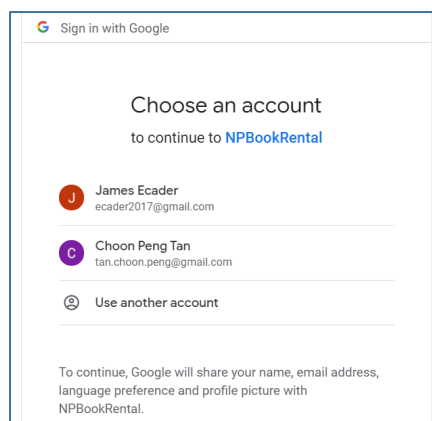 Sign in with Google
Choose an account
to continue to NPBookRental
J
James Ecader
ecader2017@gmail.com
C
Choon Peng Tan
tan.choon.peng@gmail.com
Use another account
To continue, Google will share your name, email address,
language preference and profile picture with
NPBookRental.